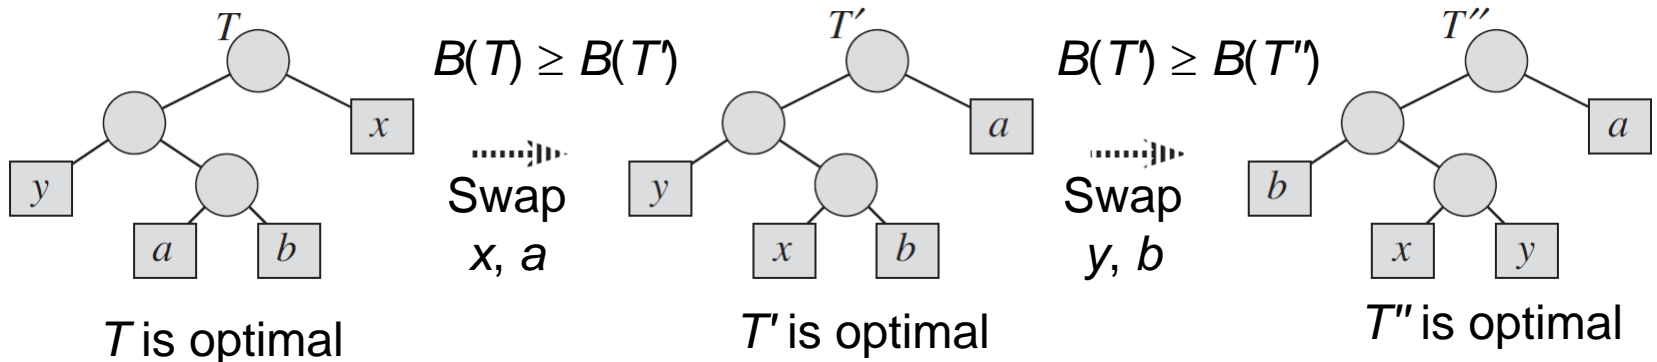 T
B(T) ≥ B(T′)
T′
B(T′) ≥ B(T″)
T″
x
a
a
y
Swap
y
Swap
b
a
b
x, a
x
b
y, b
x
y
T is optimal
T′ is optimal
T″ is optimal